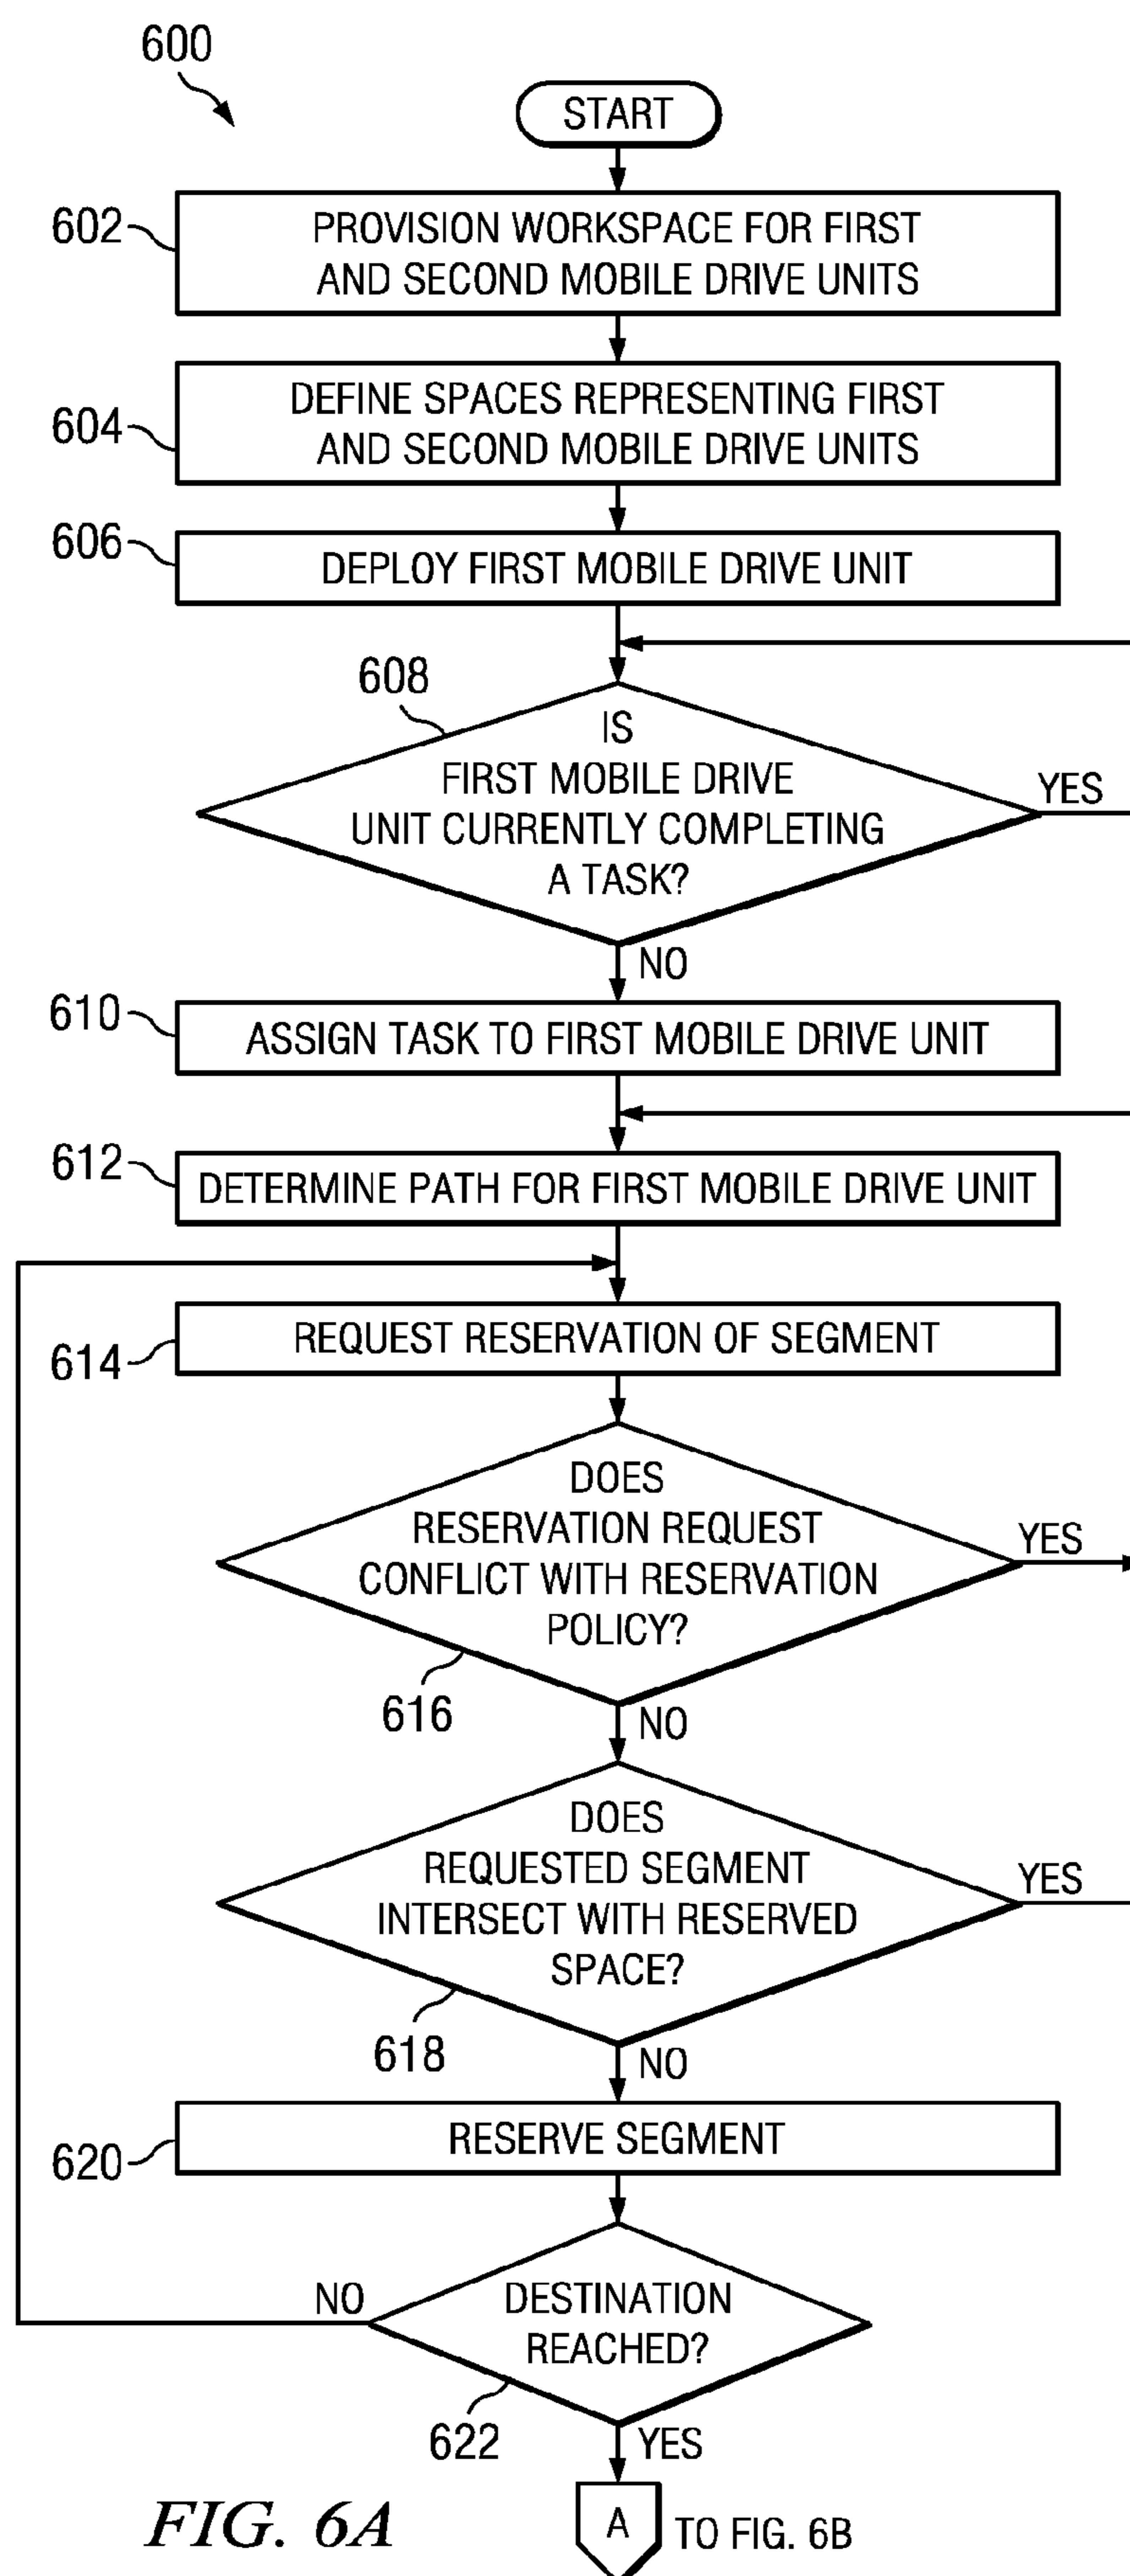 600
START
602
PROVISION WORKSPACE FOR FIRST
AND SECOND MOBILE DRIVE UNITS
604
DEFINE SPACES REPRESENTING FIRST
AND SECOND MOBILE DRIVE UNITS
606
DEPLOY FIRST MOBILE DRIVE UNIT
608
IS
FIRST MOBILE DRIVE
UNIT CURRENTLY COMPLETING
A TASK?
YES
NO
610
ASSIGN TASK TO FIRST MOBILE DRIVE UNIT
612
DETERMINE PATH FOR FIRST MOBILE DRIVE UNIT
614
REQUEST RESERVATION OF SEGMENT
DOES
RESERVATION REQUEST
CONFLICT WITH RESERVATION
POLICY?
YES
616
NO
DOES
REQUESTED SEGMENT
INTERSECT WITH RESERVED
SPACE?
YES
618
NO
620
RESERVE SEGMENT
NO
DESTINATION
REACHED?
622
YES
FIG. 6A
A
TO FIG. 6B